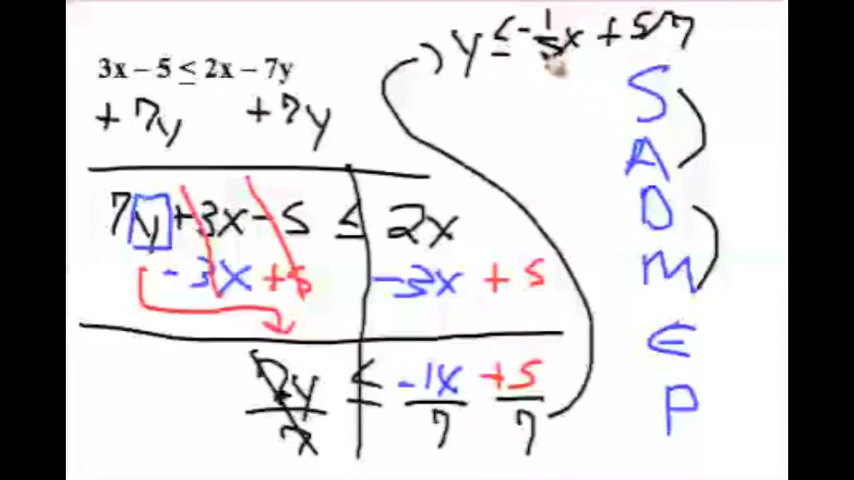 y ≤ -1/5x + 5/7
3x – 5 ≤ 2x – 7y
+7y +7y
7y +3x -5 ≤ 2x
-3x +5 -3x +5
7y/7 ≤ -1x/7 +5/7
S
A
D
M
E
P